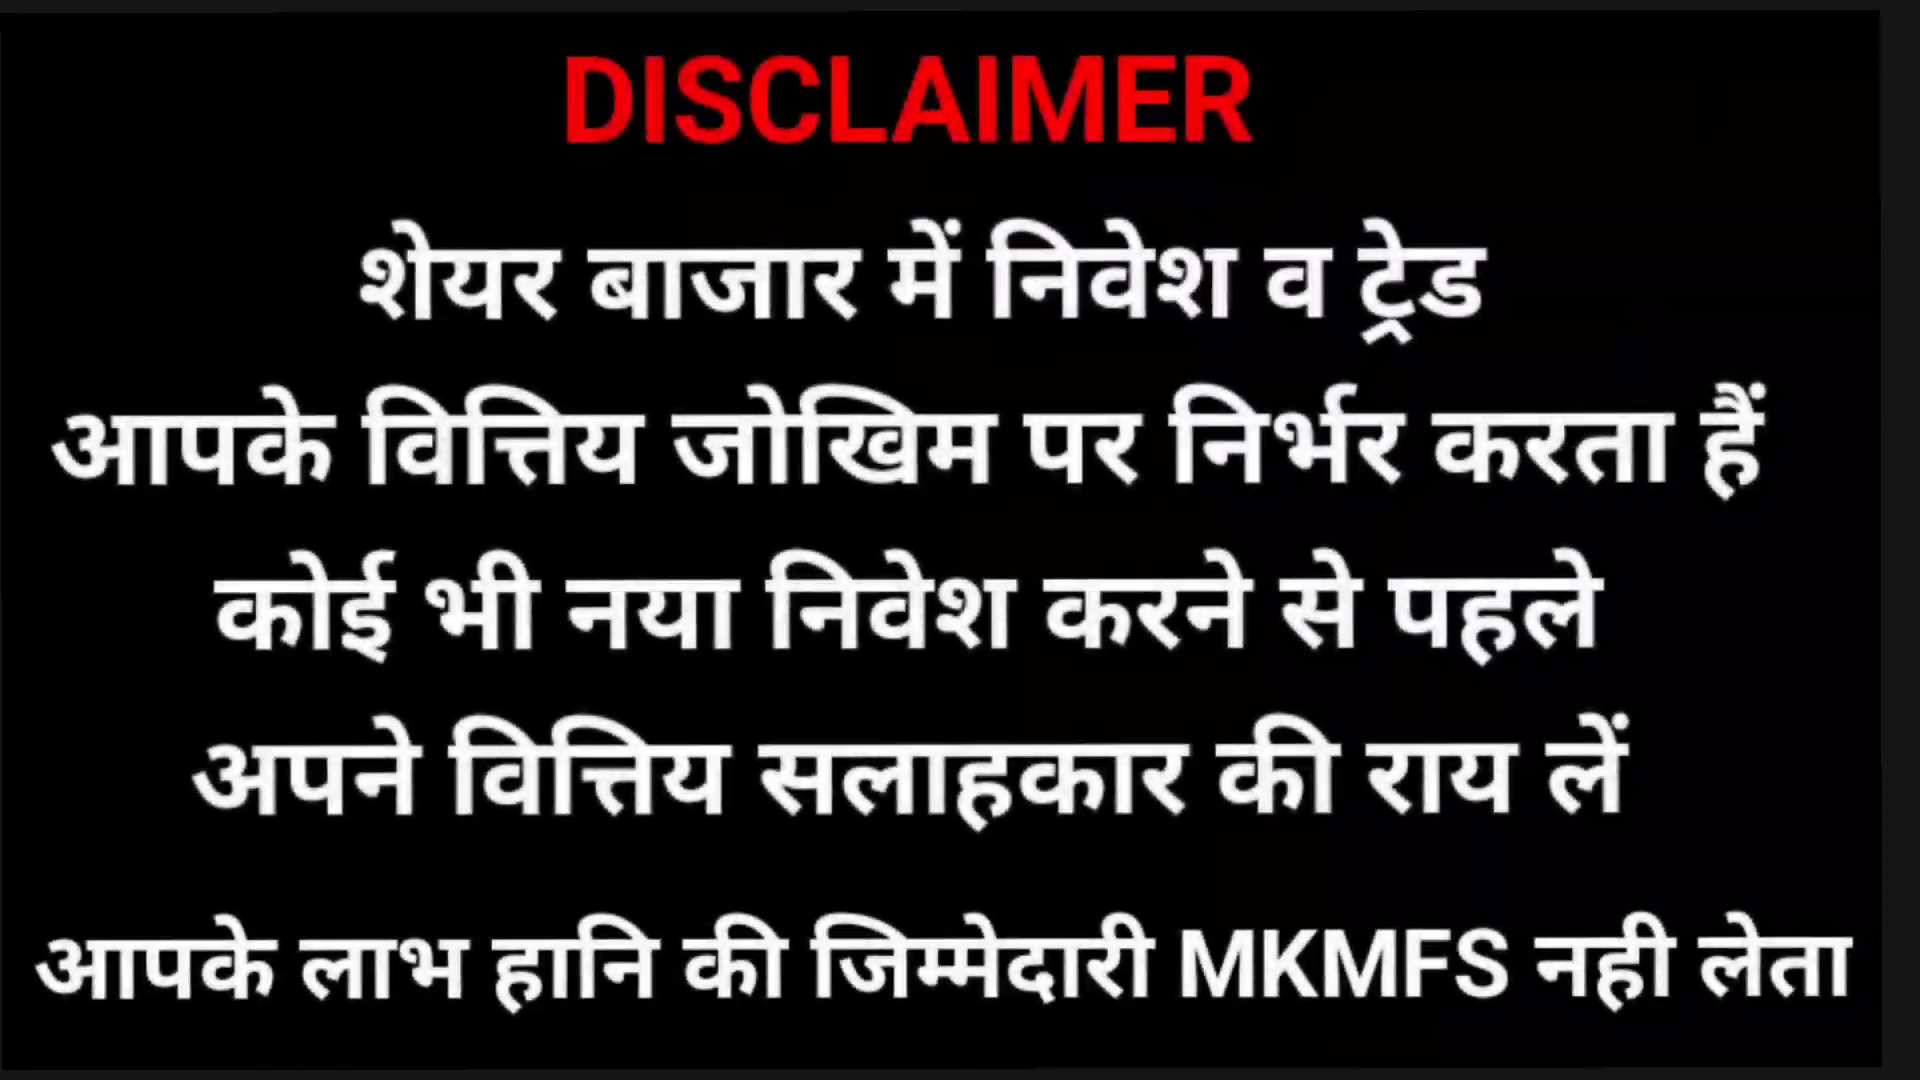 DISCLAIMER
शेयर बाजार में निवेश व ट्रेड
आपके वित्तिय जोखिम पर निर्भर करता हैं
कोई भी नया निवेश करने से पहले
अपने वित्तिय सलाहकार की राय लें
आपके लाभ हानि की जिम्मेदारी MKMFS नही लेता